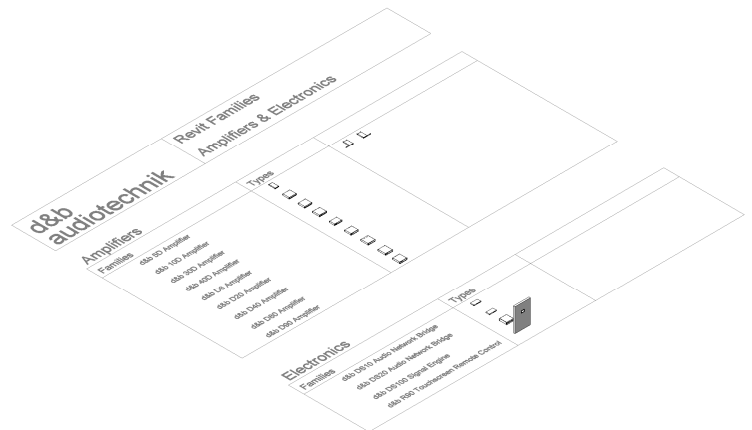 d&b
audiotechnik
Revit Families
Amplifiers & Electronics
Amplifiers
Families
Types
d&b 5D Amplifier
d&b 10D Amplifier
d&b 30D Amplifier
d&b 40D Amplifier
d&b L4 Amplifier
d&b D20 Amplifier
d&b D40 Amplifier
d&b D80 Amplifier
d&b D90 Amplifier
Electronics
Families
Types
d&b DS10 Audio Network Bridge
d&b DS20 Audio Network Bridge
d&b DS100 Signal Engine
d&b R90 Touchscreen Remote Control